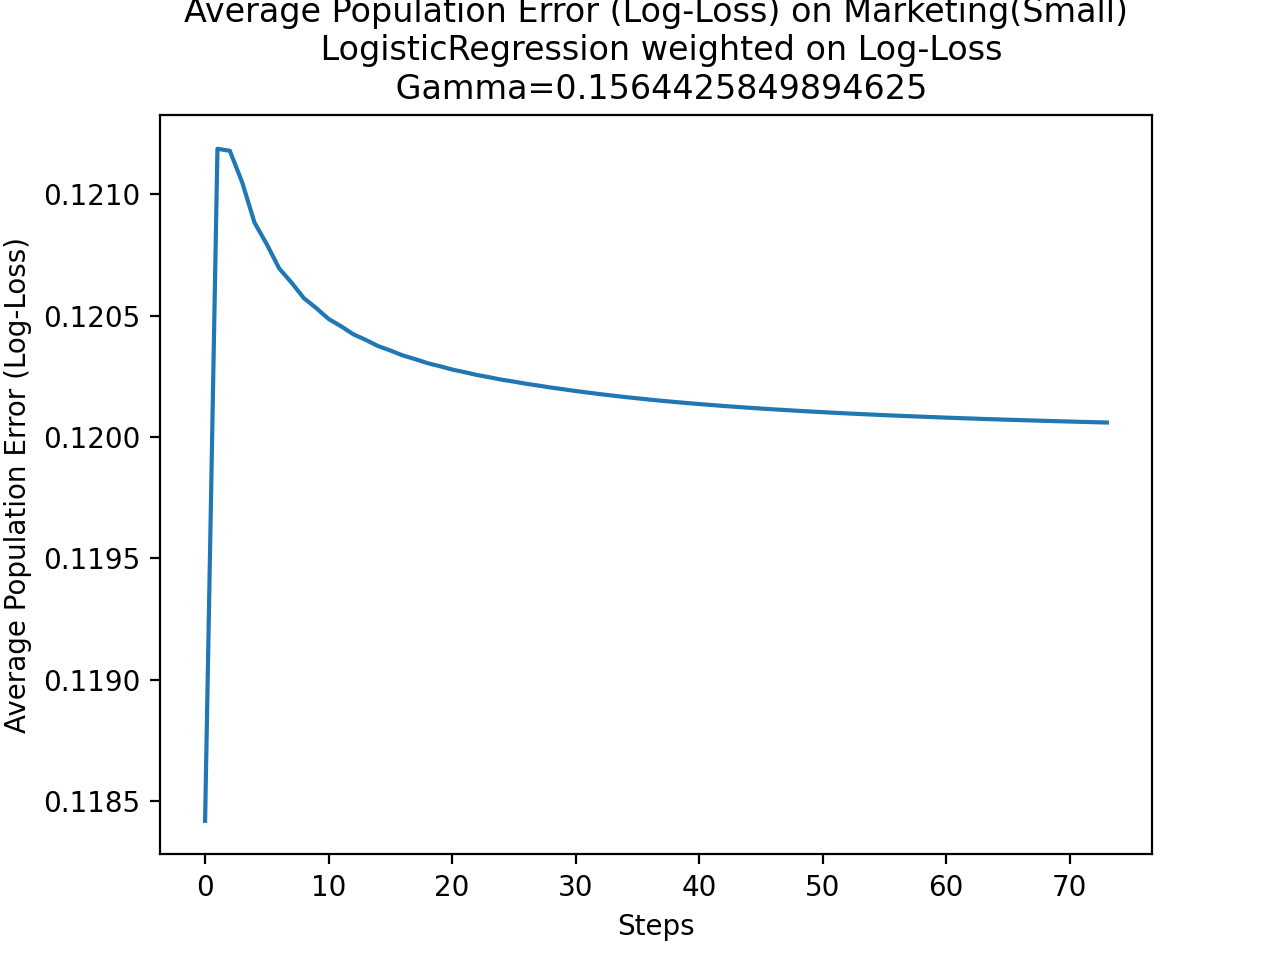 Average Population Error (Log-Loss) on Marketing(Small)
LogisticRegression weighted on Log-Loss
Gamma=0.1564425849894625
Average Population Error (Log-Loss)
0.1210
0.1205
0.1200
0.1195
0.1190
0.1185
0 10 20 30 40 50 60 70
Steps